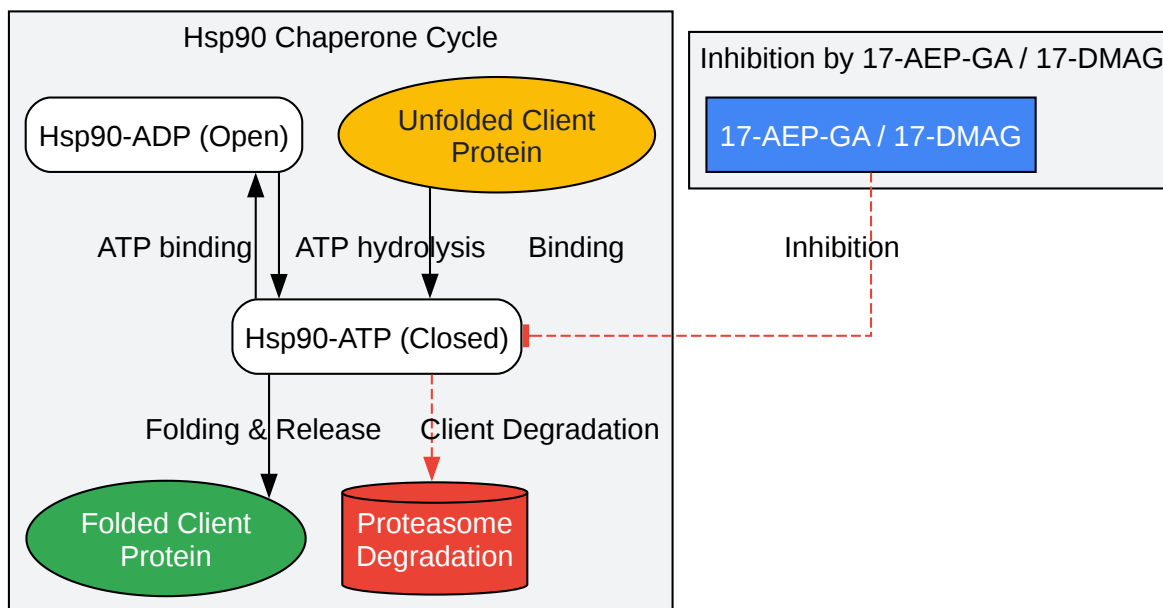 Hsp90 Chaperone Cycle
Inhibition by 17-AEP-GA / 17-DMAG
Hsp90-ADP (Open)
Unfolded Client
Protein
17-AEP-GA / 17-DMAG
ATP binding
ATP hydrolysis
Binding
Inhibition
Hsp90-ATP (Closed)
Folding & Release
Client Degradation
Folded Client
Protein
Proteasome
Degradation